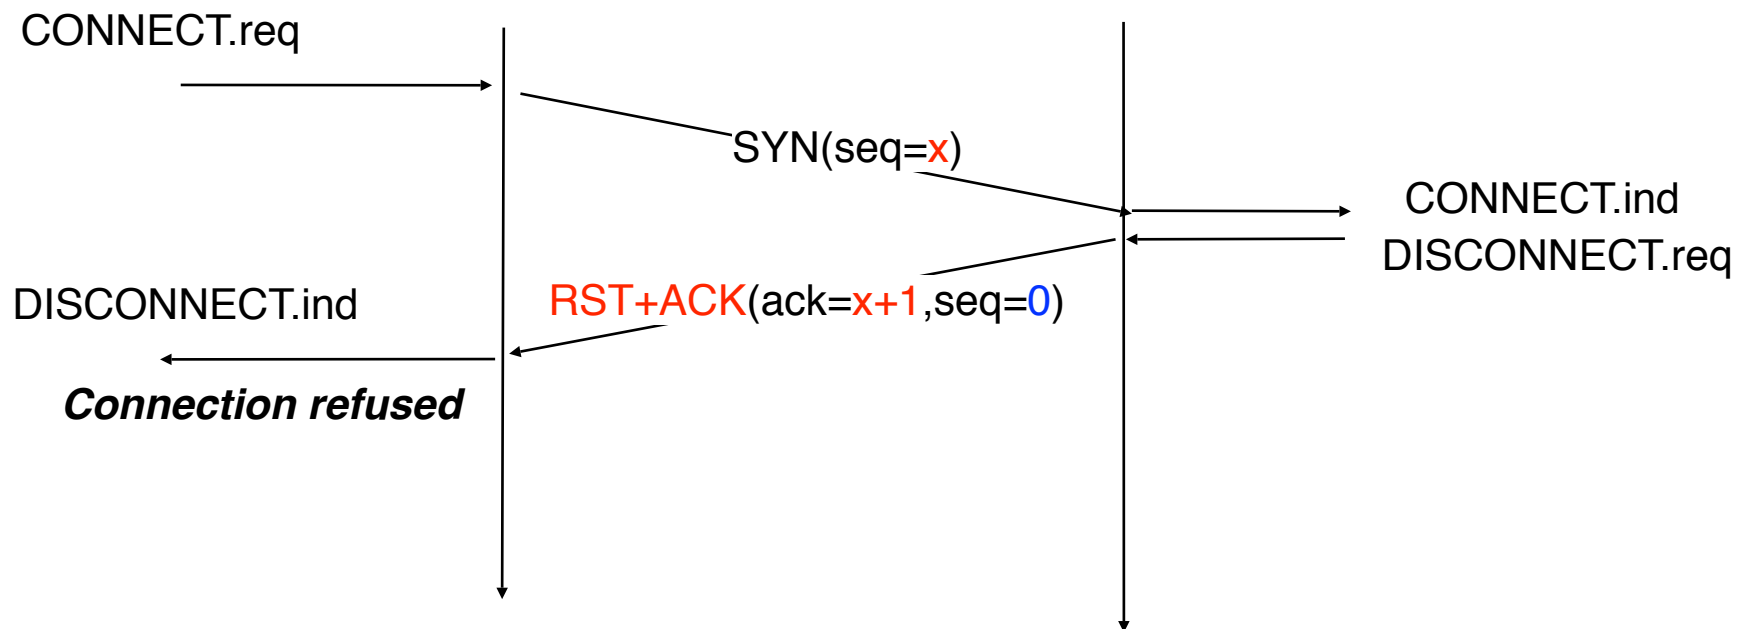 CONNECT.req
SYN(seq=x)
CONNECT.ind
DISCONNECT.req
RST+ACK(ack=x+1,seq=0)
DISCONNECT.ind
Connection refused